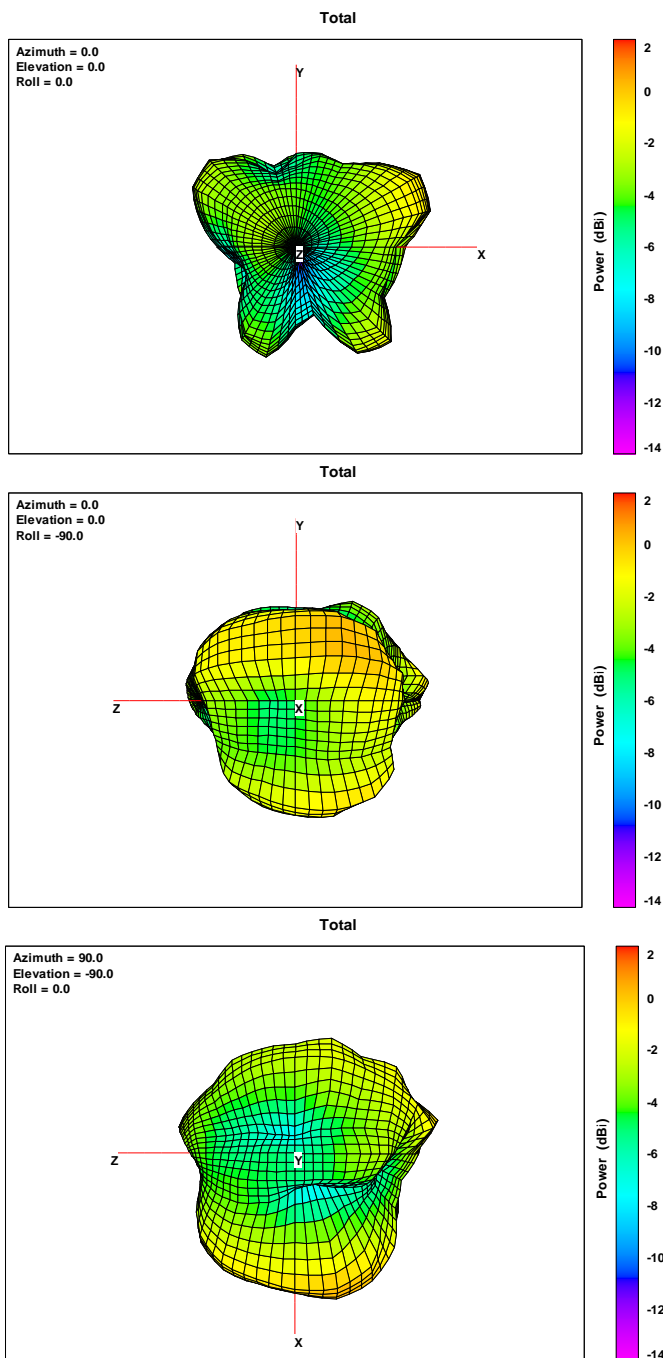 Total
Azimuth = 0.0
Elevation = 0.0
Roll = 0.0
Y
X
Z
2
0
-2
-4
-6
-8
-10
-12
-14
Power (dBi)
Total
Azimuth = 0.0
Elevation = 0.0
Roll = -90.0
Y
Z
X
2
0
-2
-4
-6
-8
-10
-12
-14
Power (dBi)
Total
Azimuth = 90.0
Elevation = -90.0
Roll = 0.0
Z
Y
X
2
0
-2
-4
-6
-8
-10
-12
-14
Power (dBi)